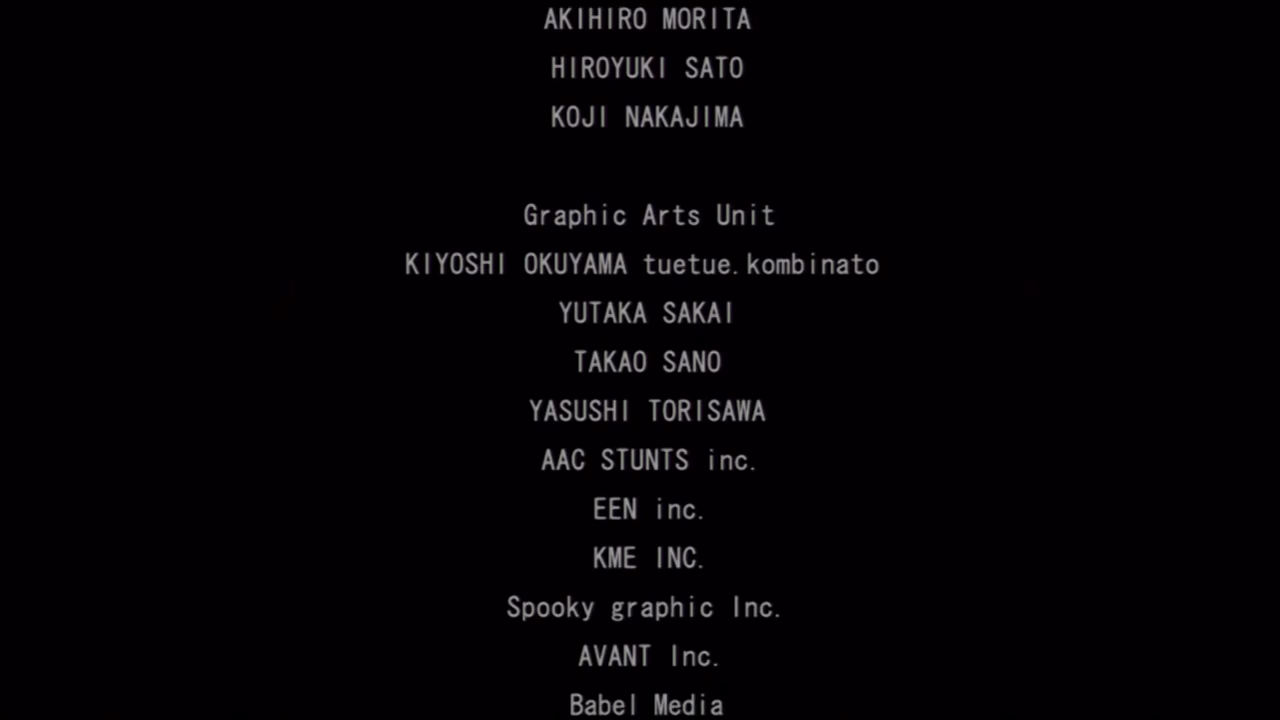 AKIHIRO MORITA
HIROYUKI SATO
KOJI NAKAJIMA
Graphic Arts Unit
KIYOSHI OKUYAMA tuetue.kombinato
YUTAKA SAKAI
TAKAO SANO
YASUSHI TORISAWA
AAC STUNTS inc.
EEN inc.
KME INC.
Spooky graphic Inc.
AVANT Inc.
Babel Media